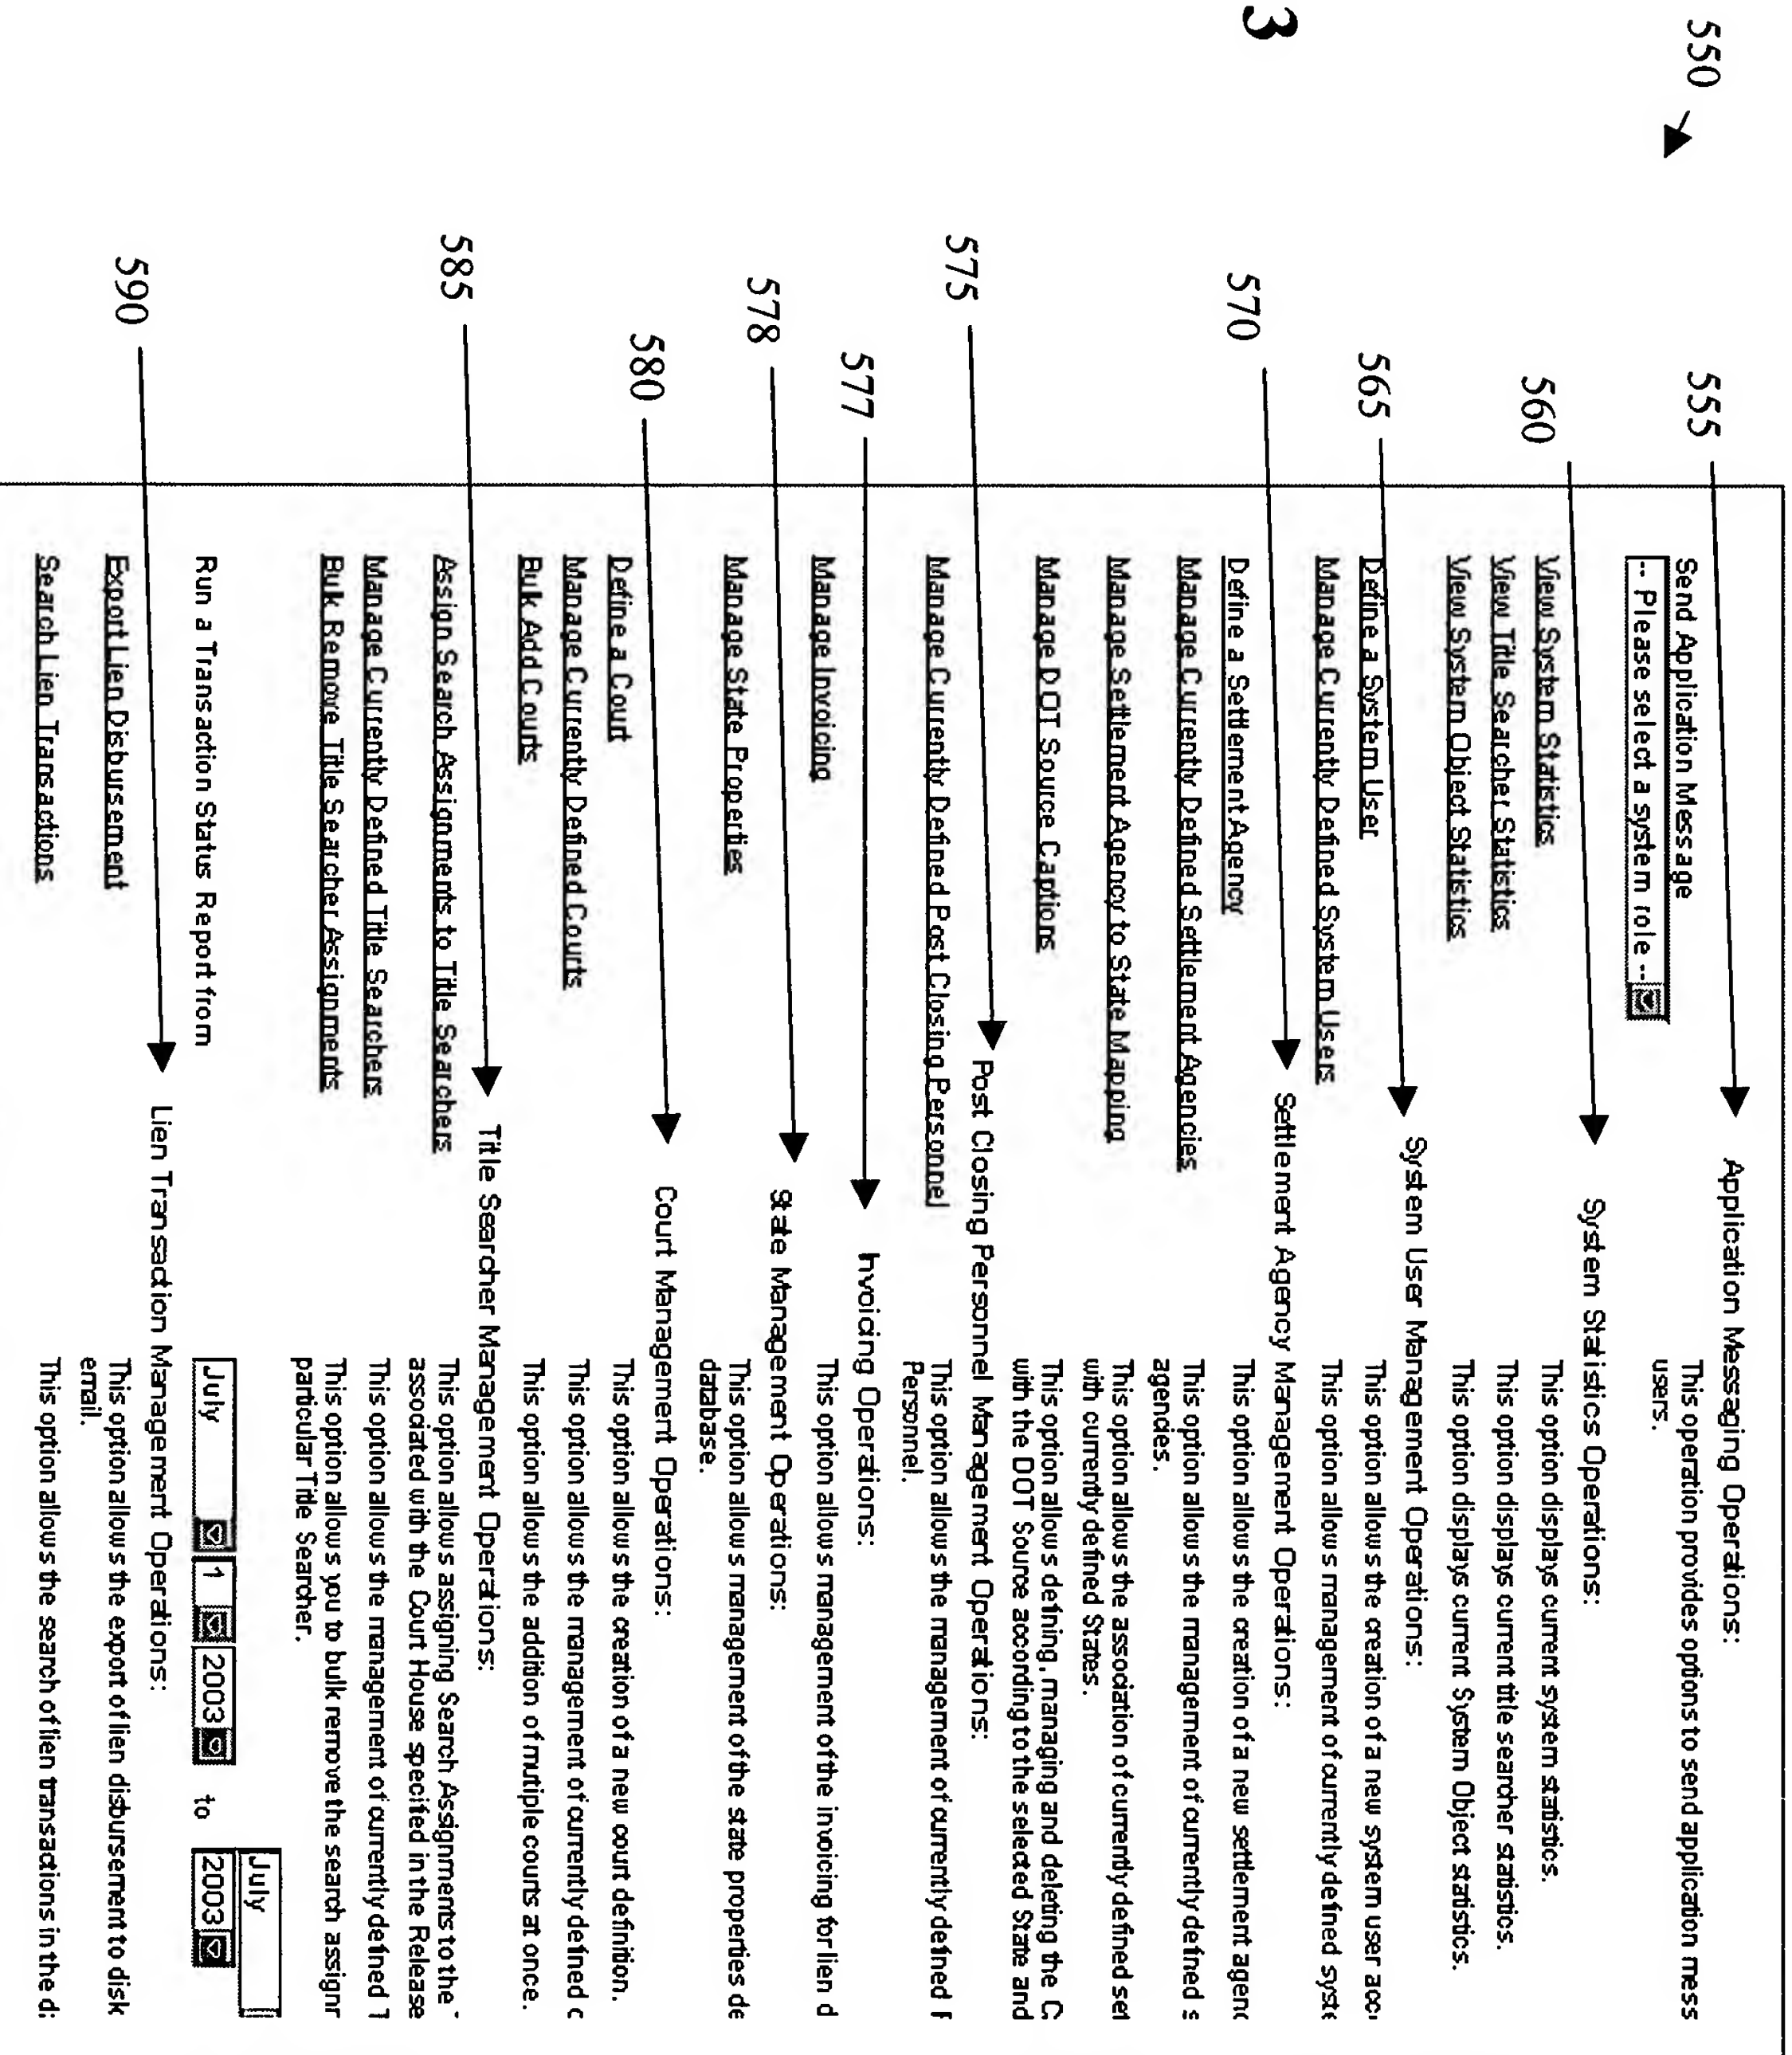 550
3
555
Application Messaging Operations:
Send Application Message
This operation provides options to send application mess
users.
-- Please select a system role --
560
System Statistics Operations:
View System Statistics
This option displays current system statistics.
View Title Searcher Statistics
This option displays current title searcher statistics.
View System Object Statistics
This option displays current System Object statistics.
565
System User Management Operations:
Define a System User
This option allows the creation of a new system user acc
Manage Currently Defined System Users
This option allows management of currently defined syste
570
Settlement Agency Management Operations:
Define a Settlement Agency
This option allows the creation of a new settlement agenc
Manage Currently Defined Settlement Agencies
This option allows the management of currently defined s
agencies.
Manage Settlement Agency to State Mapping
This option allows the association of currently defined set
with currently defined States.
Manage DOT Source Captions
This option allows defining, managing and deleting the C
with the DOT Source according to the selected State and
575
Post Closing Personnel Management Operations:
Manage Currently Defined Post Closing Personnel
This option allows the management of currently defined F
Personnel.
577
Invoicing Operations:
Manage Invoicing
This option allows management of the invoicing for lien d
578
State Management Operations:
Manage State Properties
This option allows management of the state properties de
database.
580
Court Management Operations:
Define a Court
This option allows the creation of a new court definition.
Manage Currently Defined Courts
This option allows the management of currently defined c
Bulk Add Courts
This option allows the addition of mutiple courts at once.
585
Title Searcher Management Operations:
Assign Search Assignments to Title Searchers
This option allows assigning Search Assignments to the T
associated with the Court House specified in the Release
Manage Currently Defined Title Searchers
This option allows the management of currently defined T
Bulk Remove Title Searcher Assignments
This option allows you to bulk remove the search assignr
particular Title Searcher.
Run a Transaction Status Report from
July 1 2003 to July
2003
590
Lien Transaction Management Operations:
Export Lien Disbursement
This option allows the export of lien disbursement to disk
email.
Search Lien Transactions
This option allows the search of lien transactions in the d: